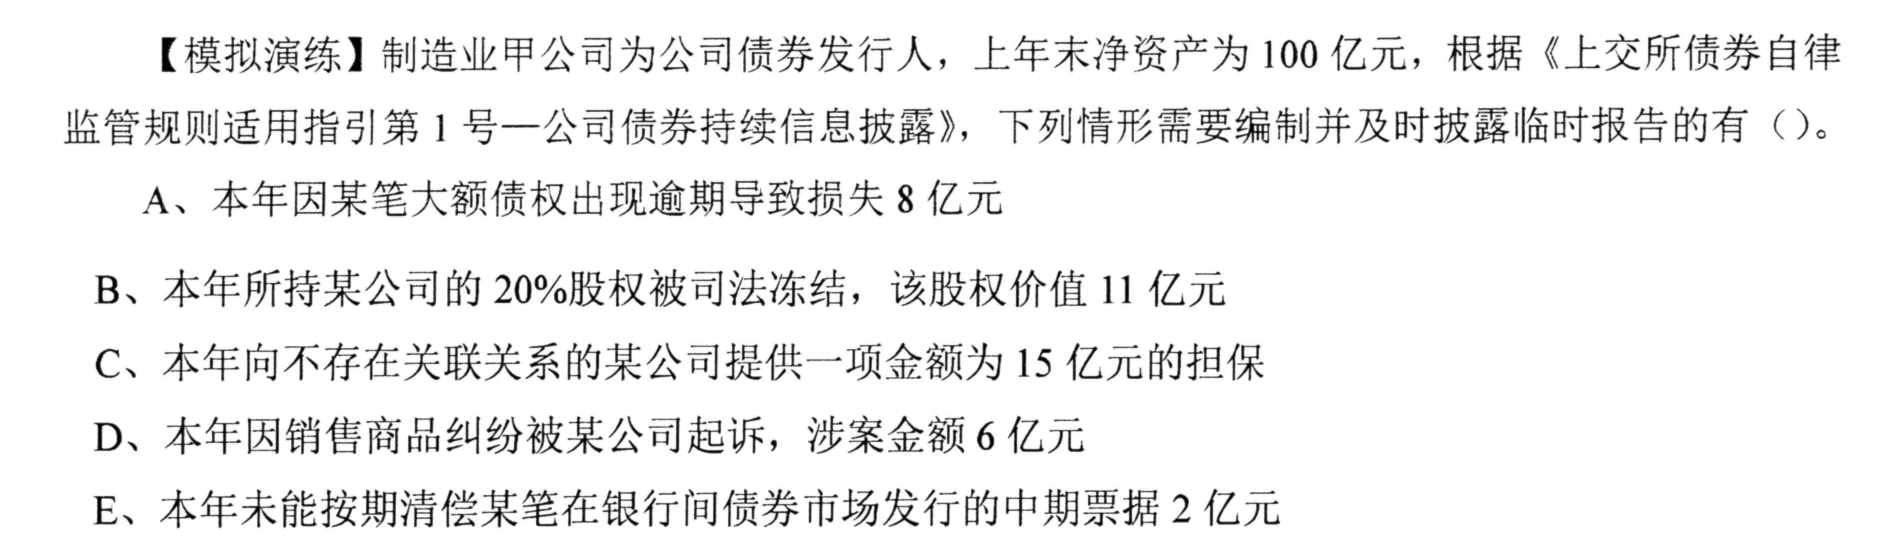 【模拟演练】制造业甲公司为公司债券发行人，上年末净资产为 100 亿元，根据《上交所债券自律
监管规则适用指引第 1 号—公司债券持续信息披露》，下列情形需要编制并及时披露临时报告的有（）。
A、本年因某笔大额债权出现逾期导致损失 8 亿元
B、本年所持某公司的 20%股权被司法冻结，该股权价值 11 亿元
C、本年向不存在关联关系的某公司提供一项金额为 15 亿元的担保
D、本年因销售商品纠纷被某公司起诉，涉案金额 6 亿元
E、本年未能按期清偿某笔在银行间债券市场发行的中期票据 2 亿元